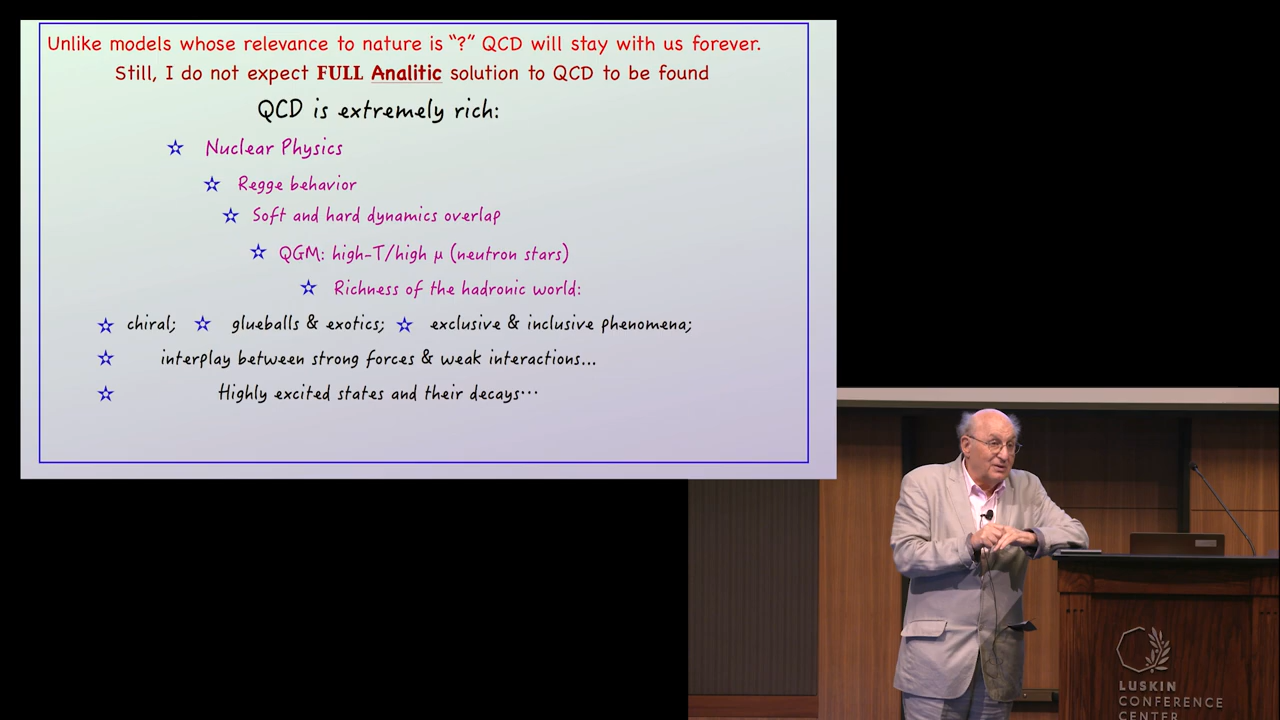 Unlike models whose relevance to nature is “?” QCD will stay with us forever.
Still, I do not expect FULL Analitic solution to QCD to be found
QCD is extremely rich:
☆ Nuclear Physics
☆ Regge behavior
☆ Soft and hard dynamics overlap
☆ QGM: high-T/high μ (neutron stars)
☆ Richness of the hadronic world:
☆ chiral; ☆ glueballs & exotics; ☆ exclusive & inclusive phenomena;
☆ interplay between strong forces & weak interactions...
☆ Highly excited states and their decays···
LUSKIN
CONFERENCE
CENTER